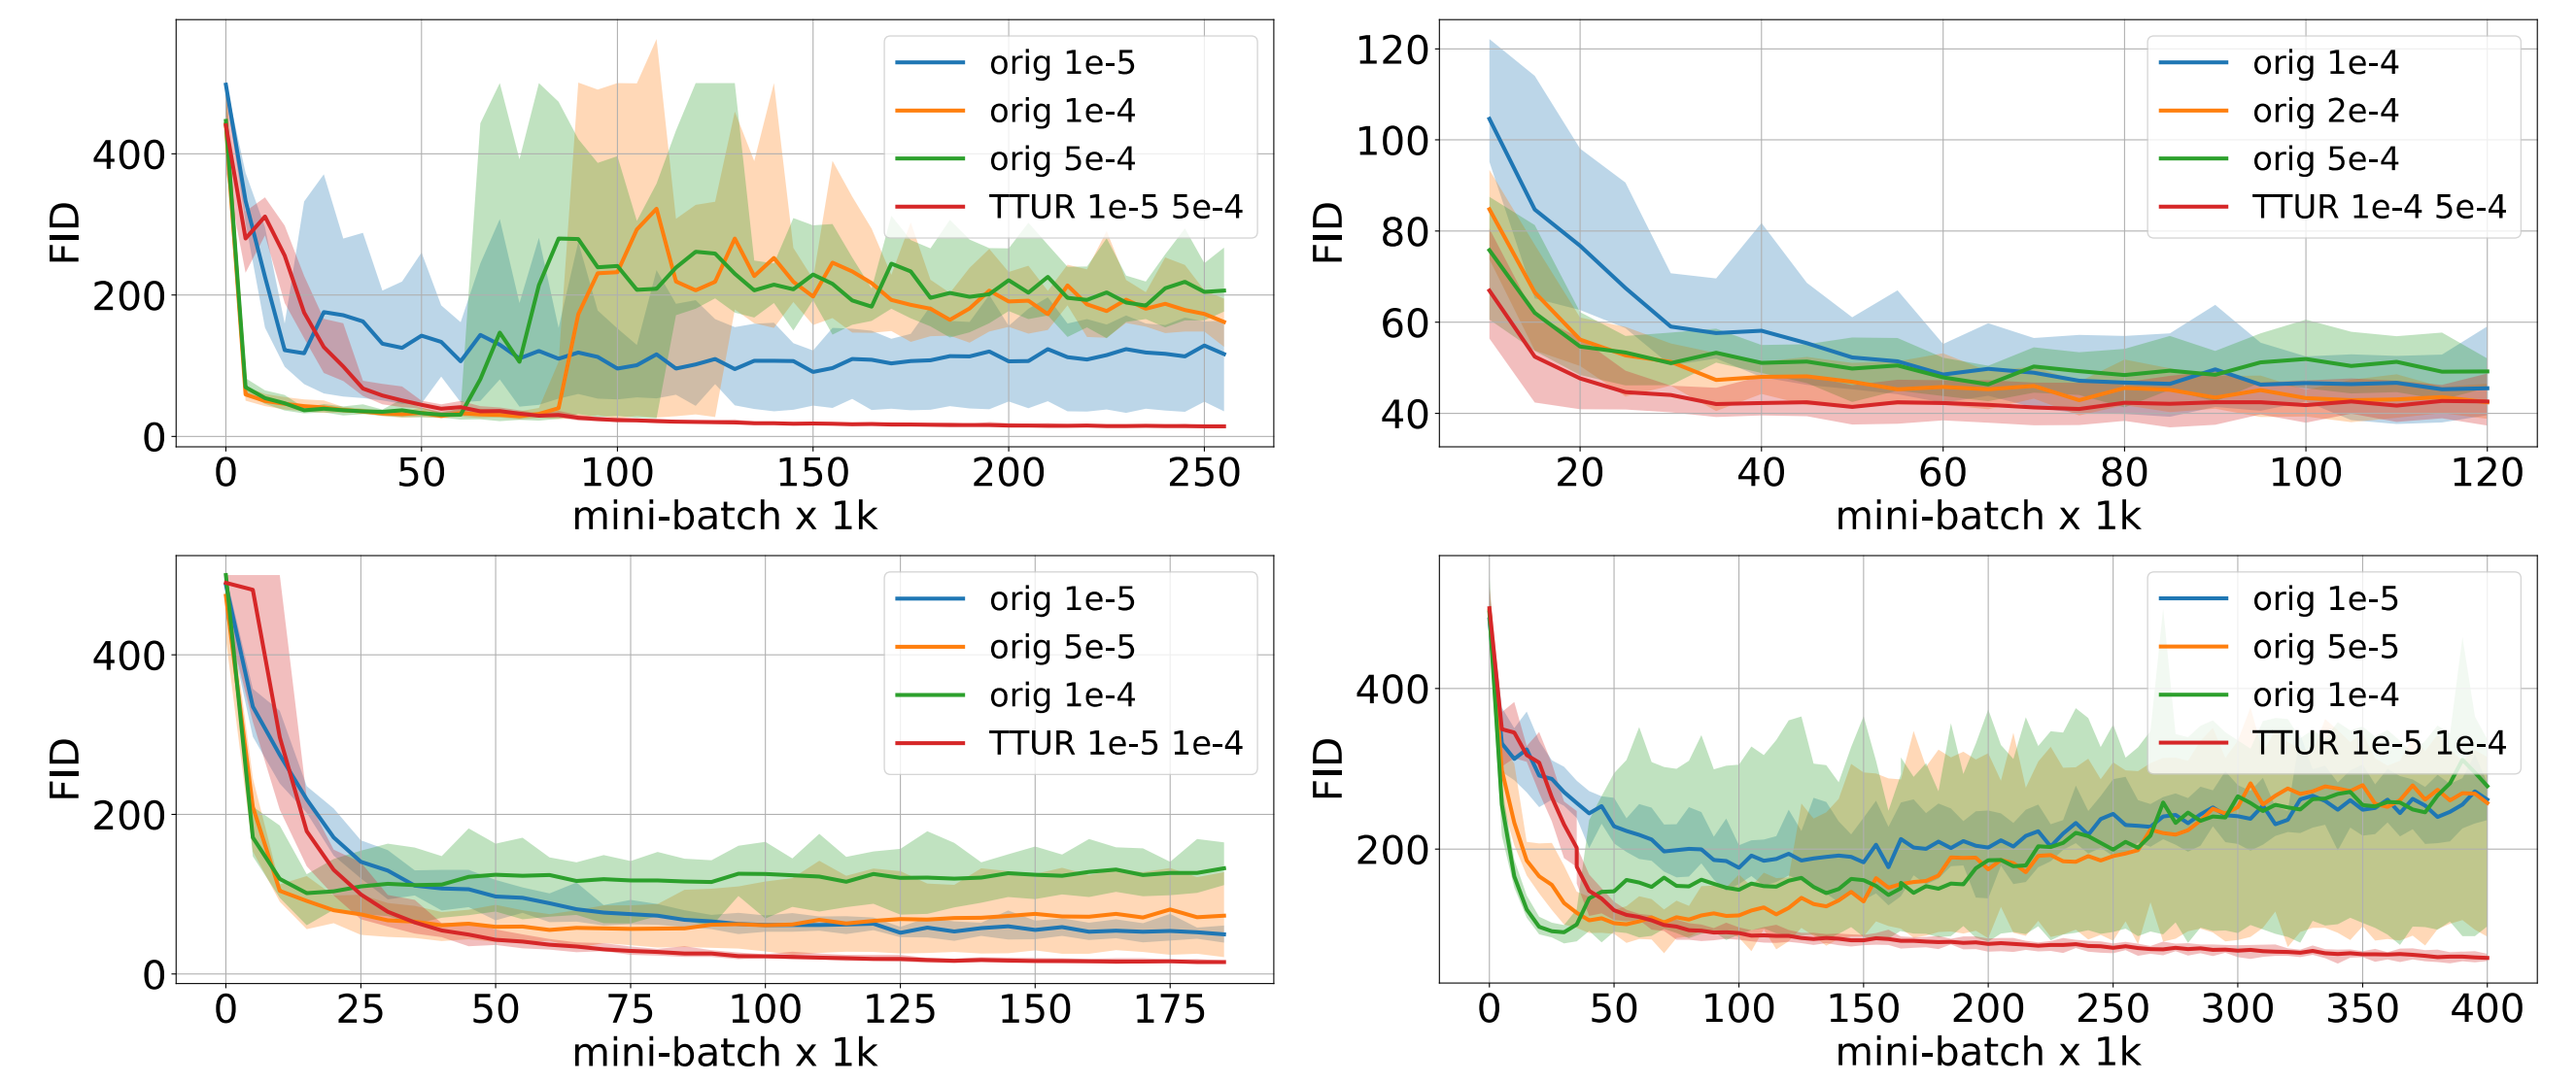 FID
400
200
0
orig 1e-5
orig 1e-4
orig 5e-4
TTUR 1e-5 5e-4
0 50 100 150 200 250
mini-batch x 1k
FID
120
100
80
60
40
orig 1e-4
orig 2e-4
orig 5e-4
TTUR 1e-4 5e-4
20 40 60 80 100 120
mini-batch x 1k
FID
400
200
0
orig 1e-5
orig 5e-5
orig 1e-4
TTUR 1e-5 1e-4
0 25 50 75 100 125 150 175
mini-batch x 1k
FID
400
200
orig 1e-5
orig 5e-5
orig 1e-4
TTUR 1e-5 1e-4
0 50 100 150 200 250 300 350 400
mini-batch x 1k